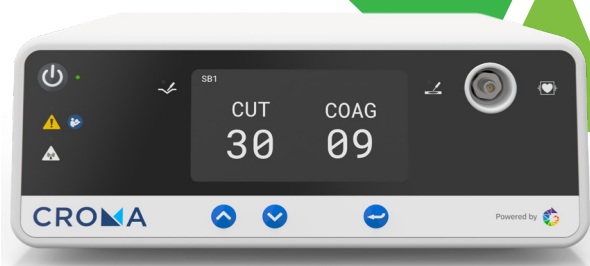 SB1
CUT COAG
30 09
CROMA
Powered by